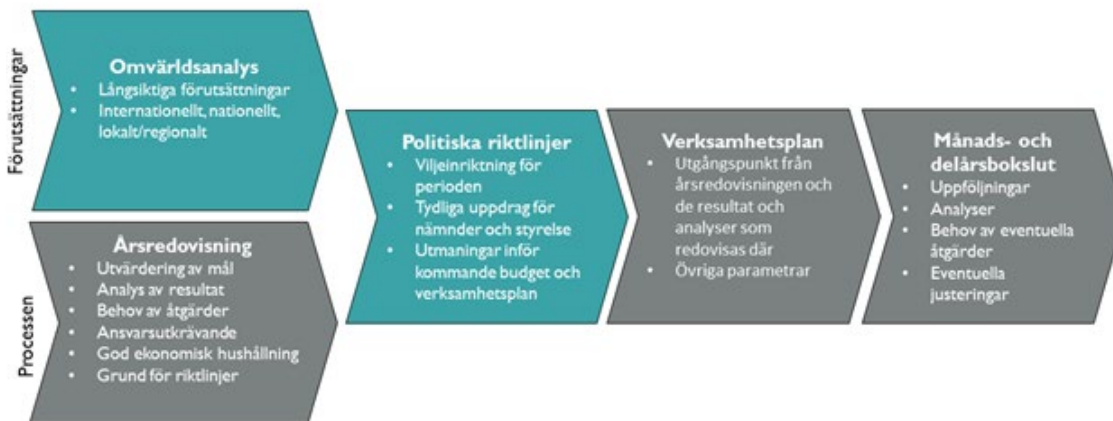 Förutsättningar
Omvärldsanalys
• Långsiktiga förutsättningar
• Internationellt, nationellt,
lokalt/regionalt
Processen
Årsredovisning
• Utvärdering av mål
• Analys av resultat
• Behov av åtgärder
• Ansvarsutkrävande
• God ekonomisk hushållning
• Grund för riktlinjer
Politiska riktlinjer
• Viljeinriktning för
perioden
• Tydliga uppdrag för
nämnder och styrelse
• Utmaningar inför
kommande budget och
verksamhetsplan
Verksamhetsplan
• Utgångspunkt från
årsredovisningen och
de resultat och
analyser som
redovisas där
• Övriga parametrar
Månads- och
delårsbokslut
• Uppföljningar
• Analyser
• Behov av eventuella
åtgärder
• Eventuella
justeringar